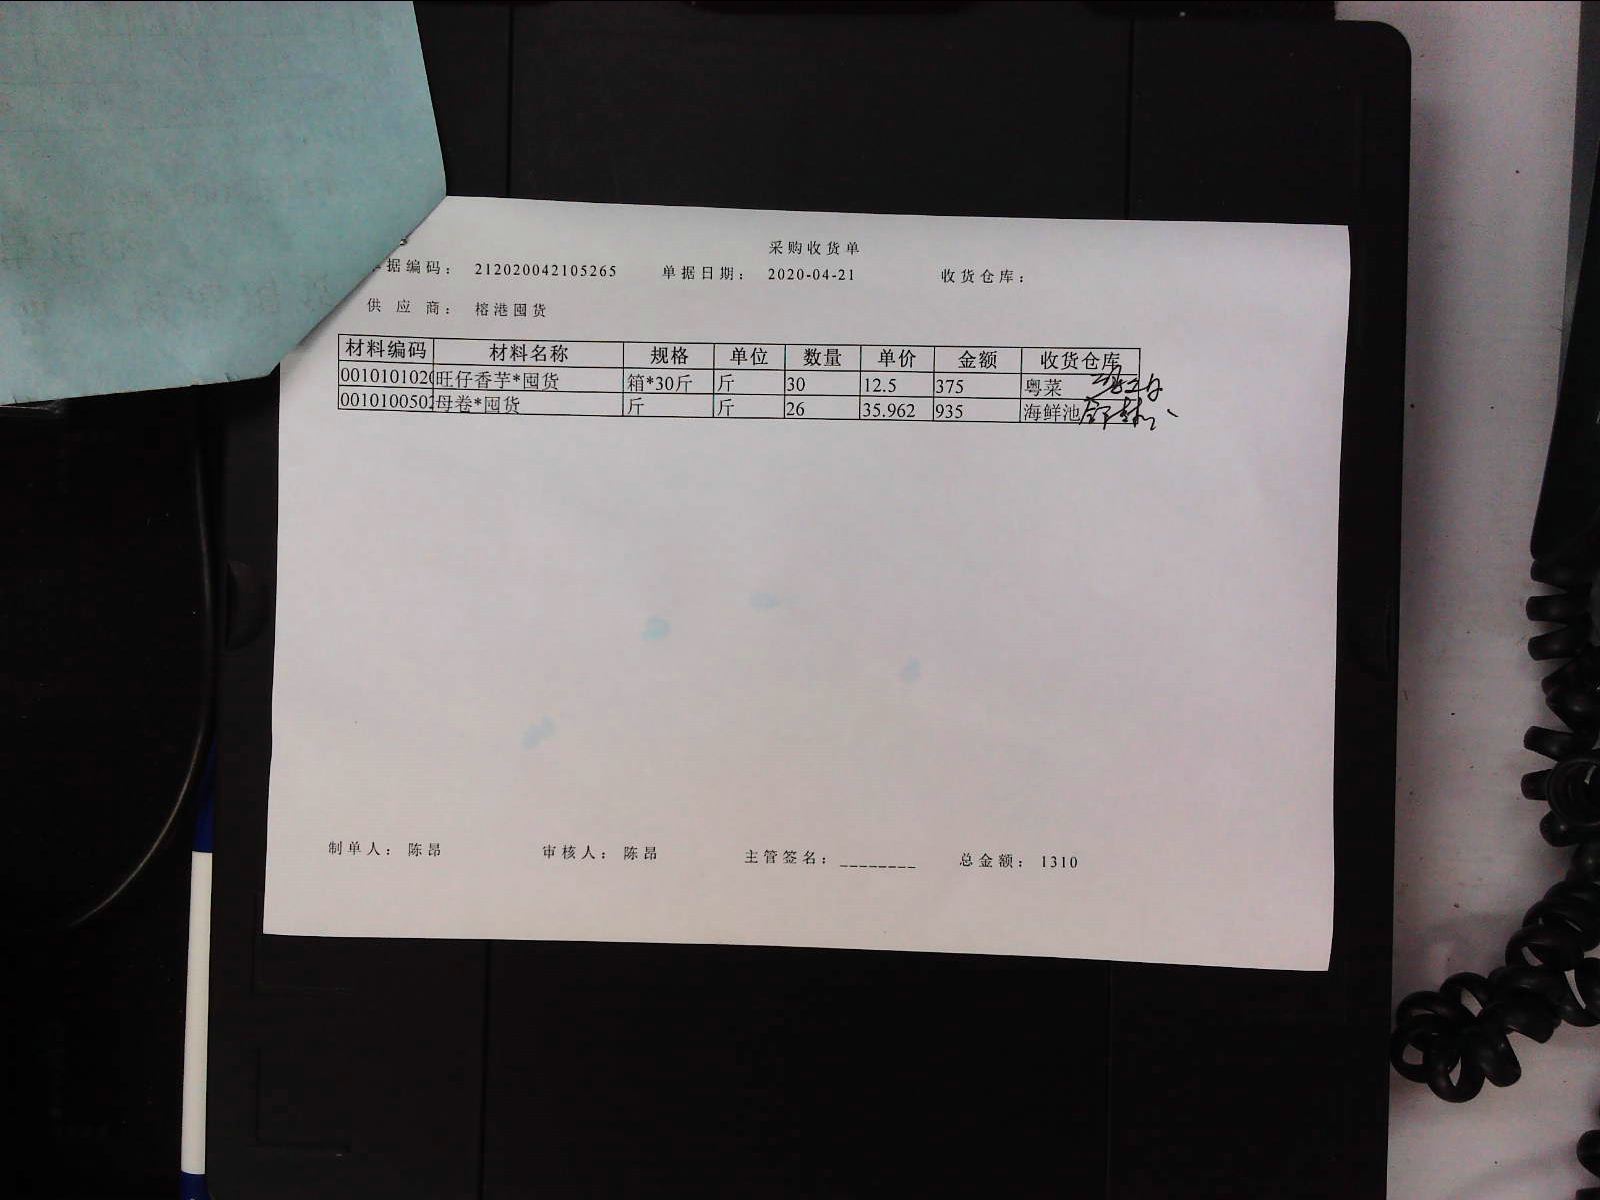 采购收货单
据编码： 212020042105265 单据日期： 2020-04-21 收货仓库：
供应商： 榕港囤货
材料编码 材料名称 规格 单位 数量 单价 金额 收货仓库
0010101020 旺仔香芋*囤货 箱*30斤 斤 30 12.5 375 粤菜
0010100502 母卷*囤货 斤 斤 26 35.962 935 海鲜池
制单人： 陈昂 审核人： 陈昂 主管签名：________ 总金额： 1310